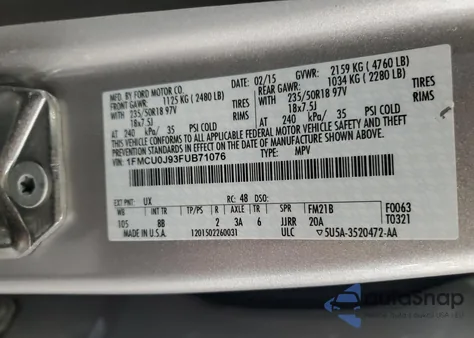 MFD. BY FORD MOTOR CO.
02/15 GVWR: 2159 KG (4760 LB)
FRONT GAWR: 1125 KG (2480 LB)
REAR GAWR: 1034 KG (2280 LB)
WITH 235/50R18 97V TIRES
18x7.5J RIMS
WITH 235/50R18 97V TIRES
18x7.5J RIMS
AT 240 kPa/ 35 PSI COLD
AT 240 kPa/ 35 PSI COLD
THIS VEHICLE CONFORMS TO ALL APPLICABLE FEDERAL
MOTOR VEHICLE SAFETY AND THEFT PREVENTION STANDARDS IN EFFECT ON THE
DATE OF MANUFACTURE SHOWN ABOVE.
VIN: 1FMCU0J93FUB71076
TYPE: MPV
EXT PNT: UX RC: 48 DSO:
WB INT TR TP/PS R AXLE TR SPR FM21B F0063
105 8B 2 3A 6 JJRR 20A T0321
MADE IN U.S.A. 1201502260031 ULC 5U5A-3520472-AA
AutoSnap